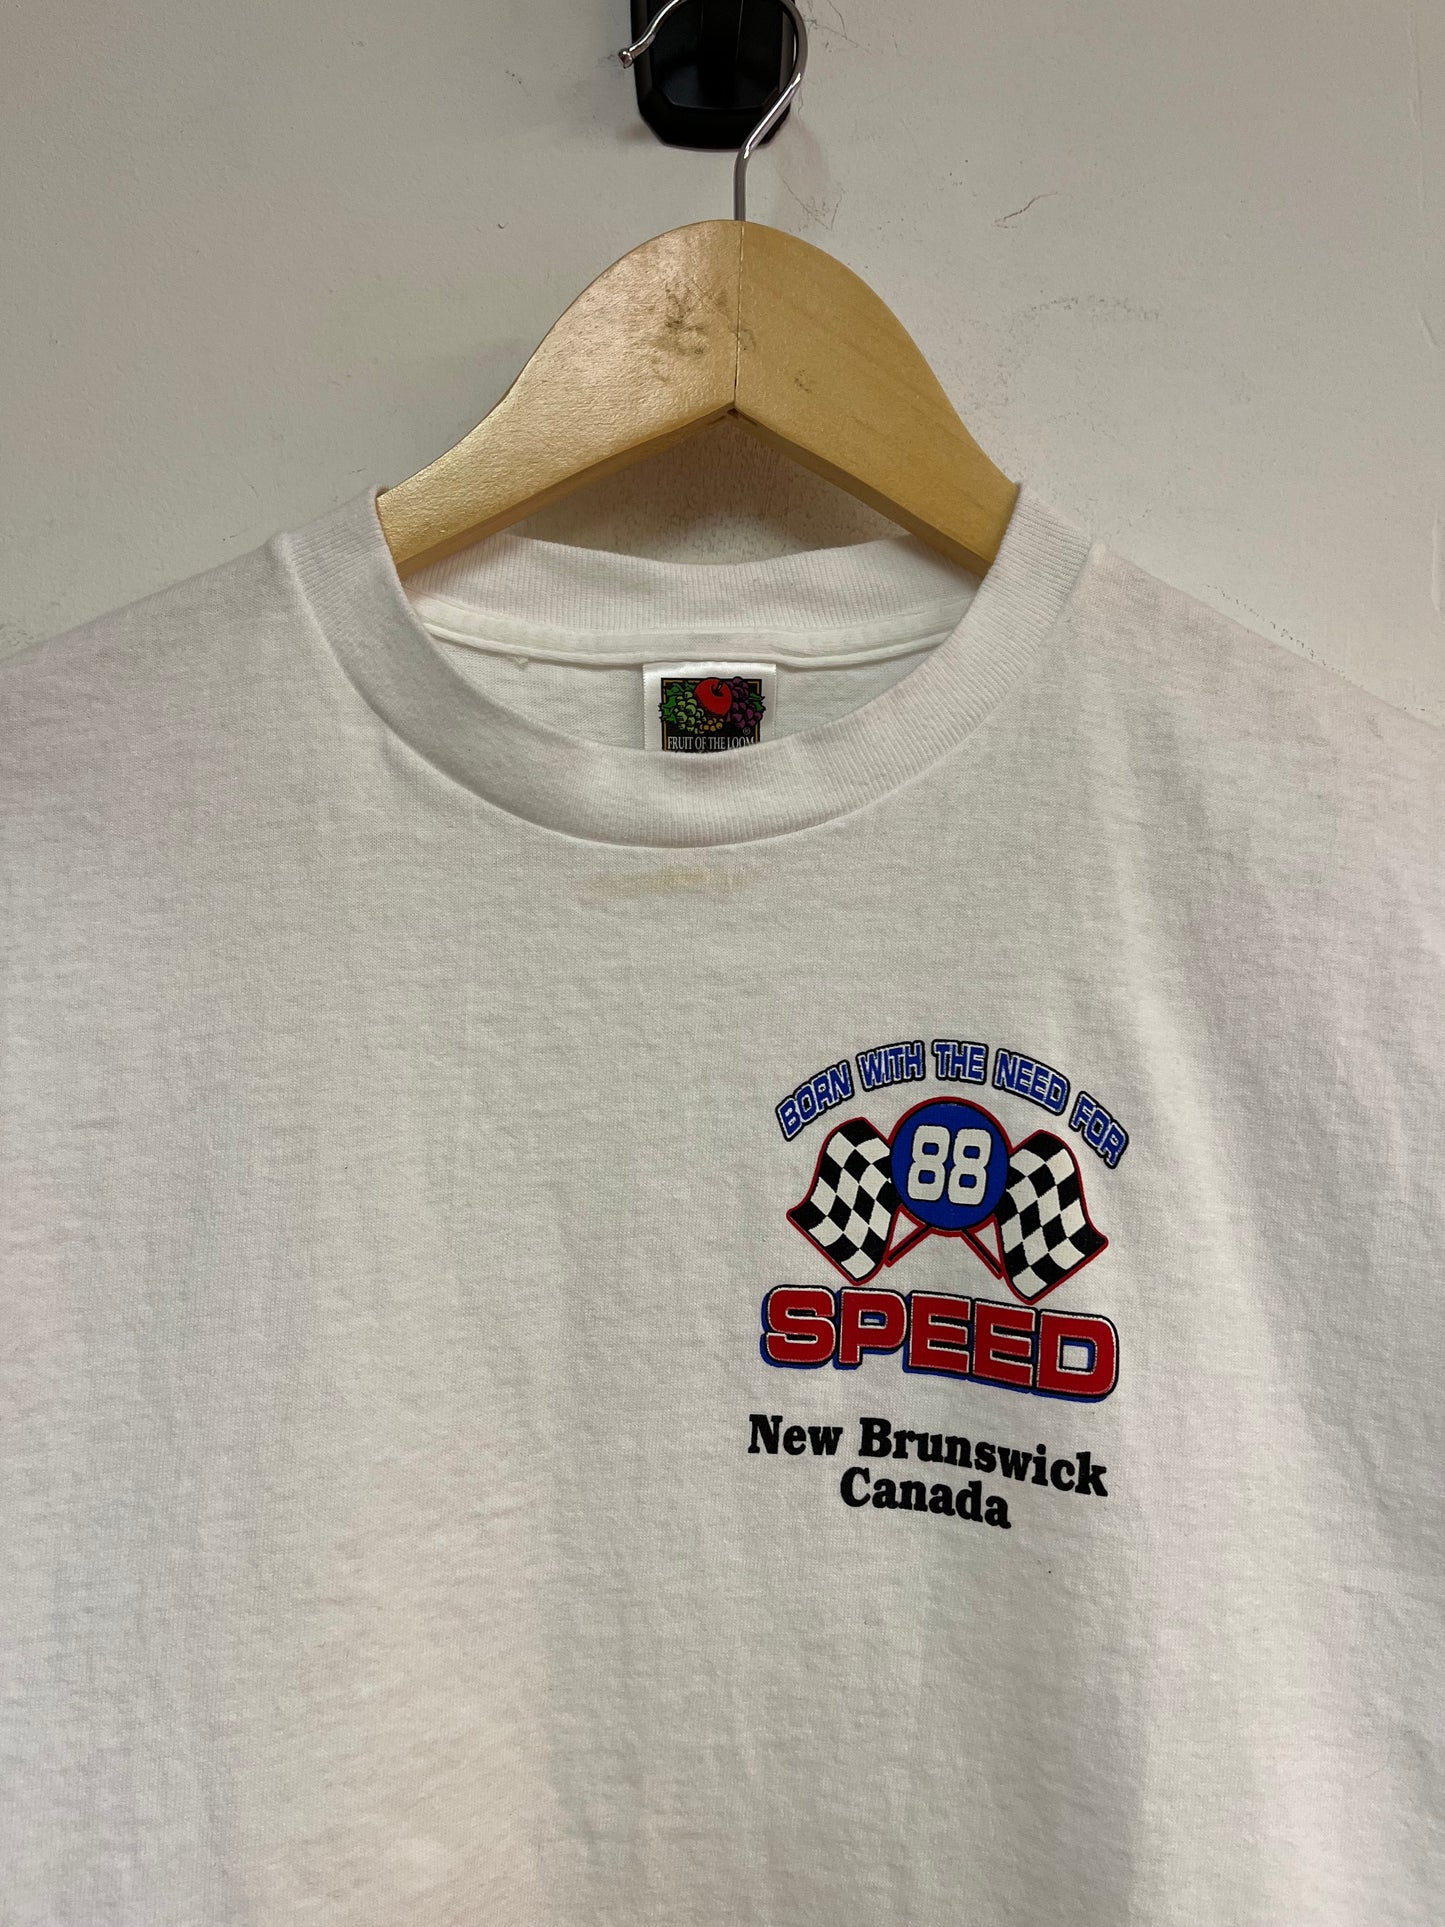 FRUIT OF THE LOOM
BORN WITH THE NEED FOR
88
SPEED
New Brunswick
Canada